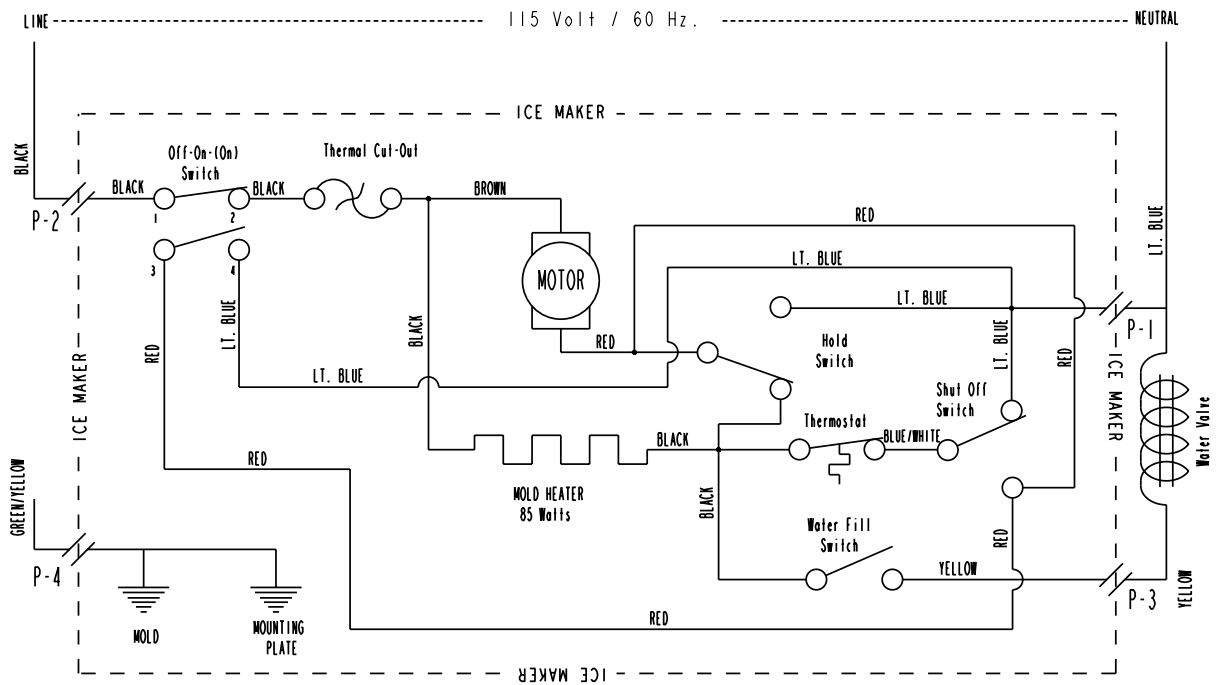 LINE
115 Volt / 60 Hz.
NEUTRAL
ICE MAKER
BLACK
Off-On-(On)
Switch
Thermal Cut-Out
BLACK
BLACK
BROWN
P-2
1
2
3
4
RED
LT. BLUE
LT. BLUE
MOTOR
LT. BLUE
LT. BLUE
BLACK
RED
Hold
Switch
LT. BLUE
RED
P-1
ICE MAKER
ICE MAKER
LT. BLUE
Shut Off
Switch
Thermostat
BLUE/WHITE
Water Valve
RED
BLACK
MOLD HEATER
85 Watts
BLACK
GREEN/YELLOW
Water Fill
Switch
RED
YELLOW
P-4
P-3
YELLOW
MOLD
MOUNTING
PLATE
RED
ICE MAKER